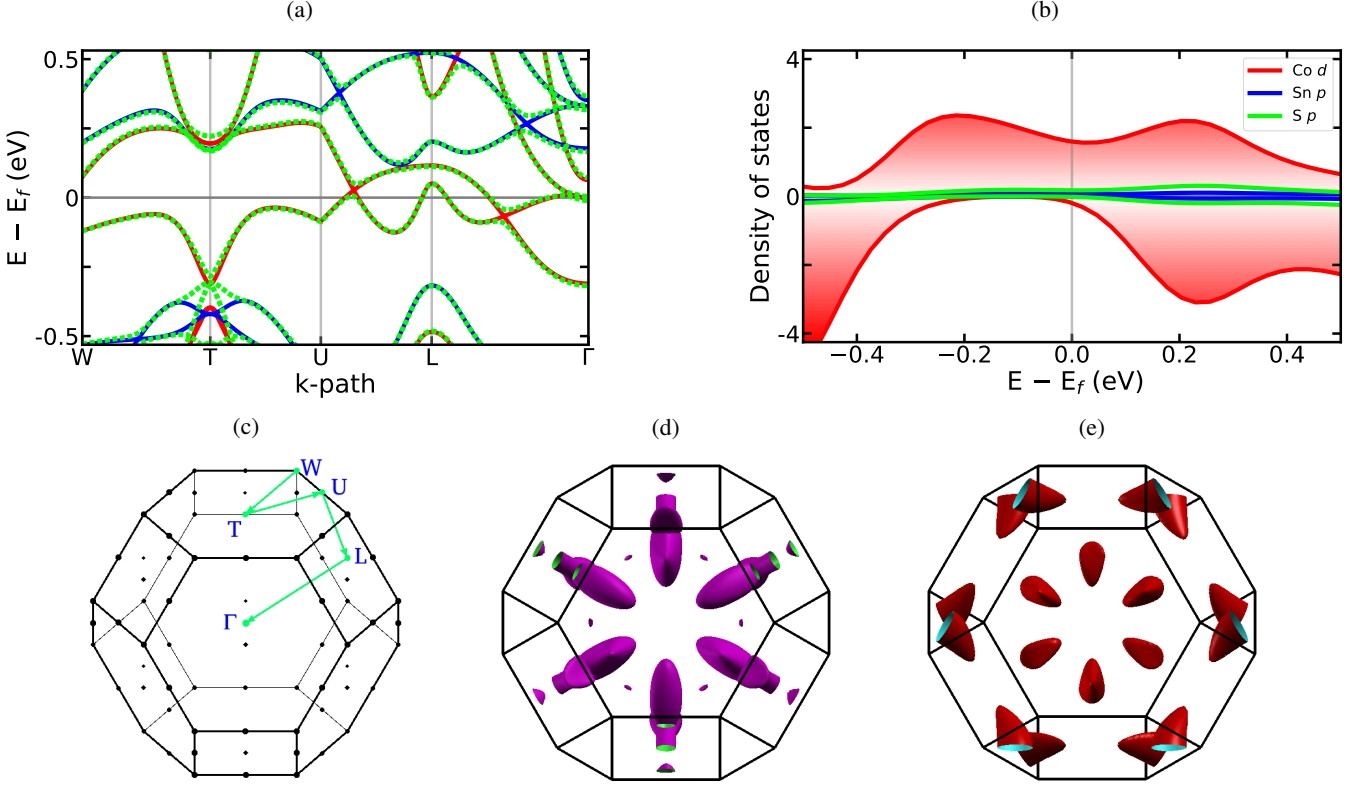 (a)
(b)
0.5
0
-0.5
E − E_f (eV)
W T U L Γ
k-path
4
0
-4
Density of states
Co d
Sn p
S p
−0.4 −0.2 0.0 0.2 0.4
E − E_f (eV)
(c)
(d)
(e)
W
U
T
L
Γ